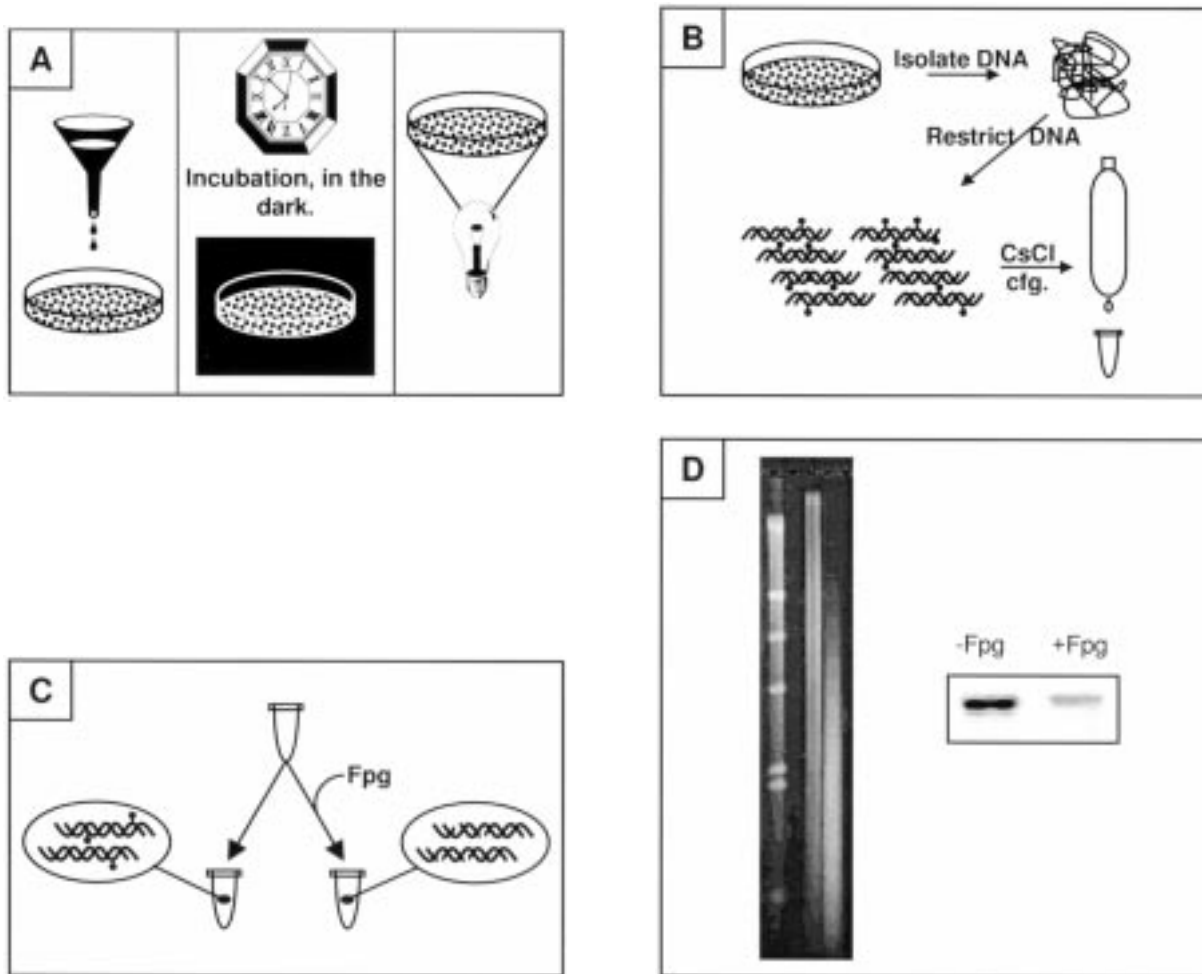 A
Incubation, in the
dark.
B
Isolate DNA
Restrict DNA
CsCl
cfg.
C
Fpg
D
-Fpg +Fpg